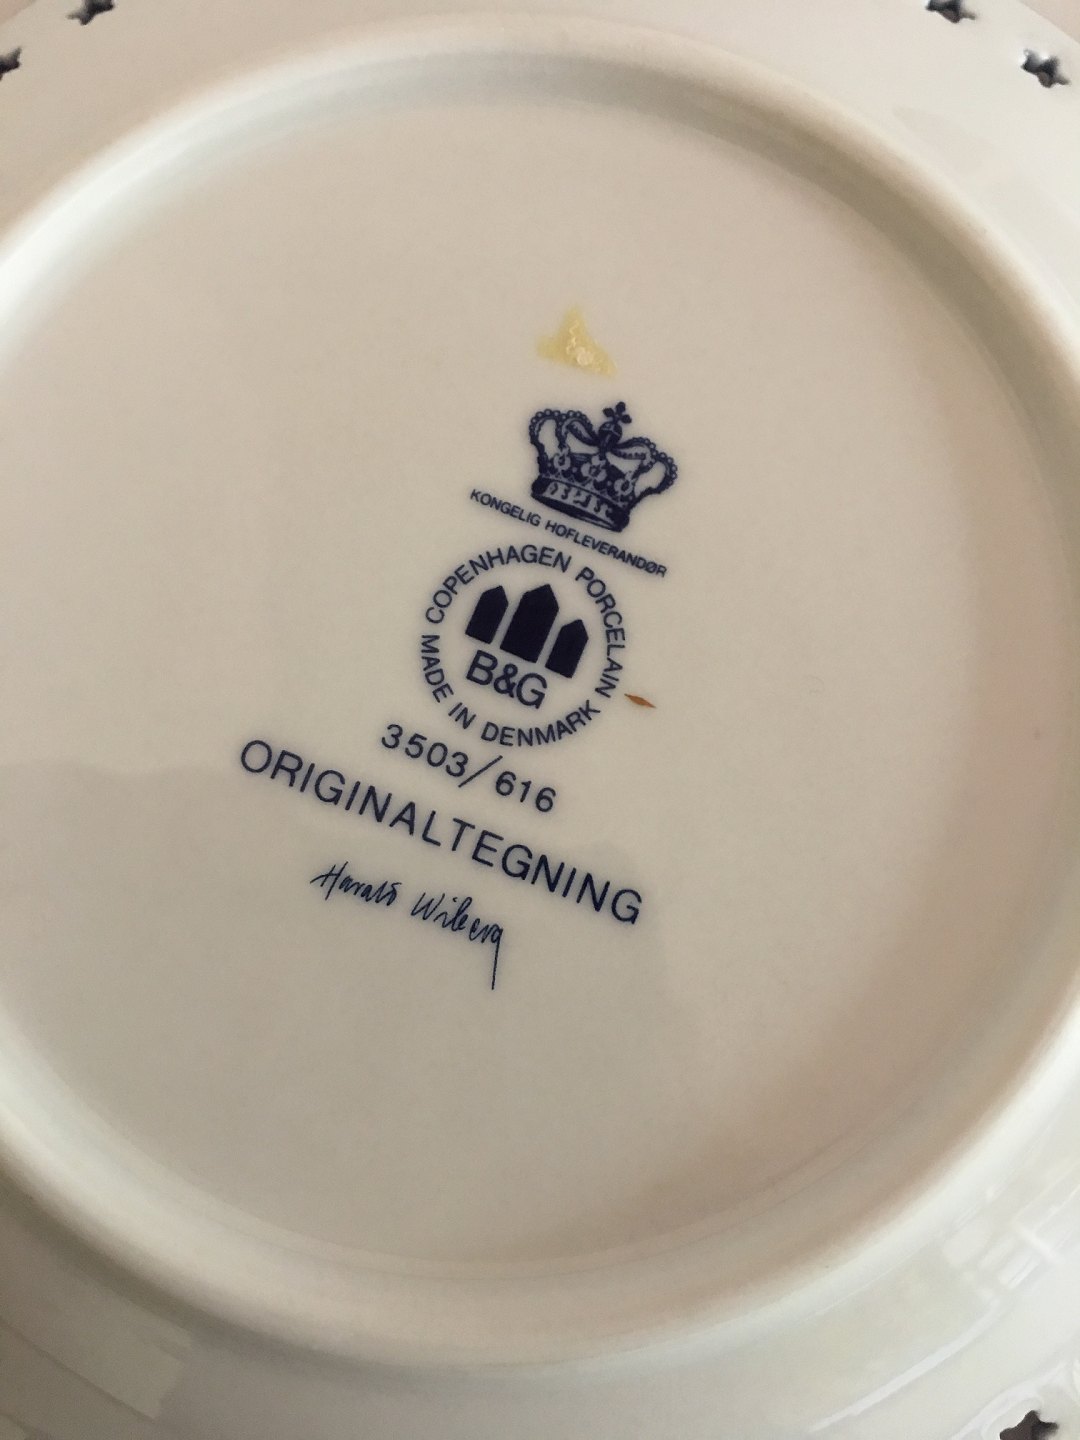 KONGELIG HOFLEVERANDØR
COPENHAGEN PORCELAIN
B&G
MADE IN DENMARK
3503/616
ORIGINALTEGNING
Harald Wiberg